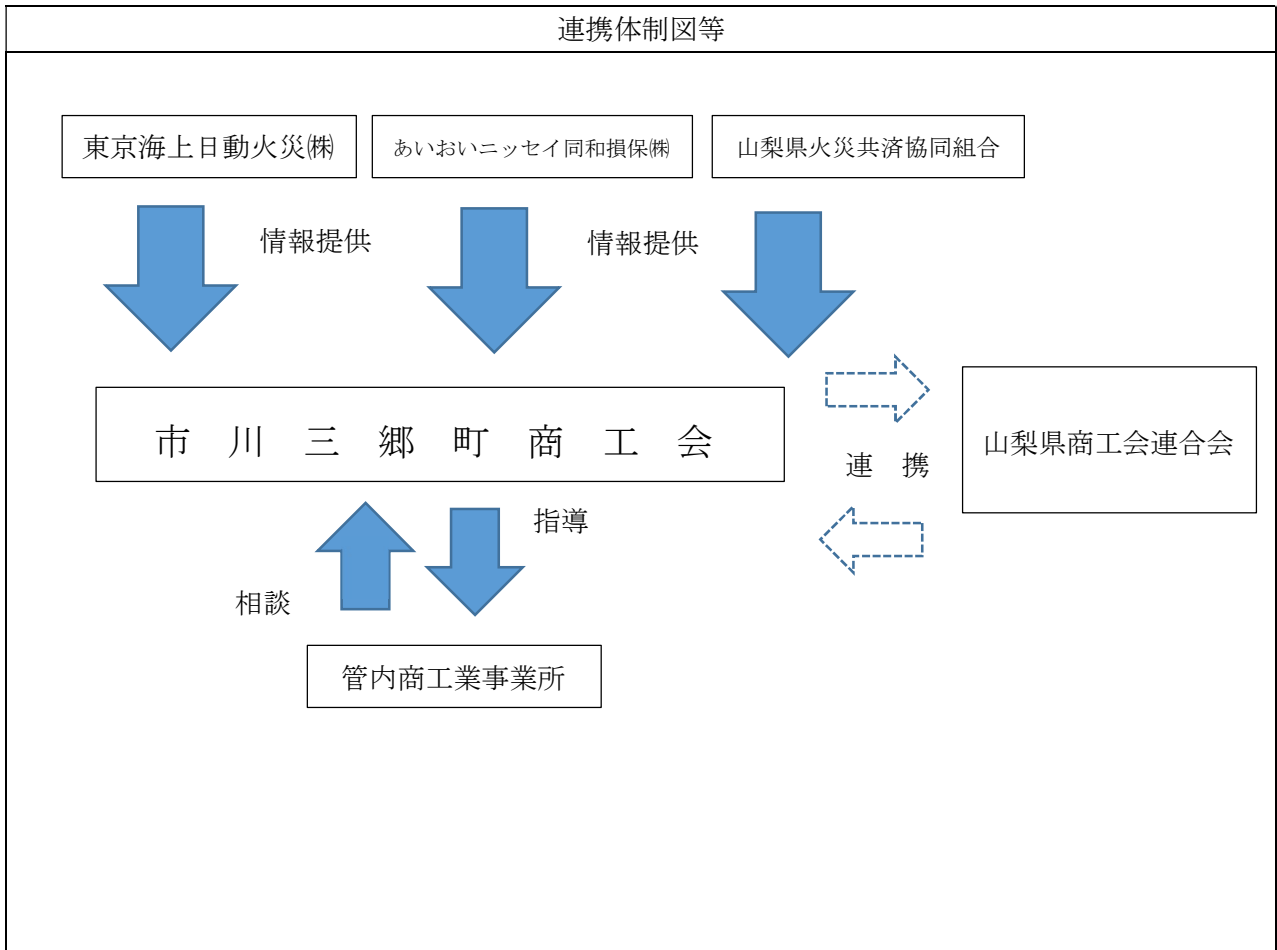 連携体制図等
東京海上日動火災㈱
あいおいニッセイ同和損保㈱
山梨県火災共済協同組合
情報提供
情報提供
市川三郷町商工会
連携
山梨県商工会連合会
指導
相談
管内商工業事業所